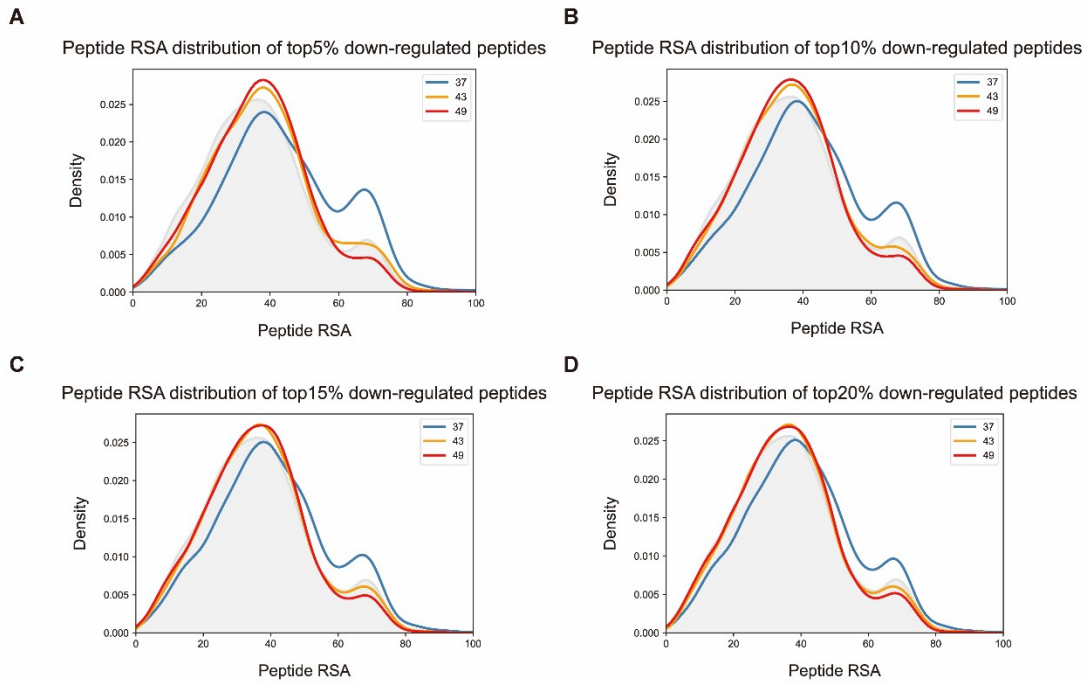 A
Peptide RSA distribution of top5% down-regulated peptides
37
43
49
0.025
0.020
0.015
0.010
0.005
0.000
Density
0 20 40 60 80 100
Peptide RSA
B
Peptide RSA distribution of top10% down-regulated peptides
37
43
49
0.025
0.020
0.015
0.010
0.005
0.000
Density
0 20 40 60 80 100
Peptide RSA
C
Peptide RSA distribution of top15% down-regulated peptides
37
43
49
0.025
0.020
0.015
0.010
0.005
0.000
Density
0 20 40 60 80 100
Peptide RSA
D
Peptide RSA distribution of top20% down-regulated peptides
37
43
49
0.025
0.020
0.015
0.010
0.005
0.000
Density
0 20 40 60 80 100
Peptide RSA